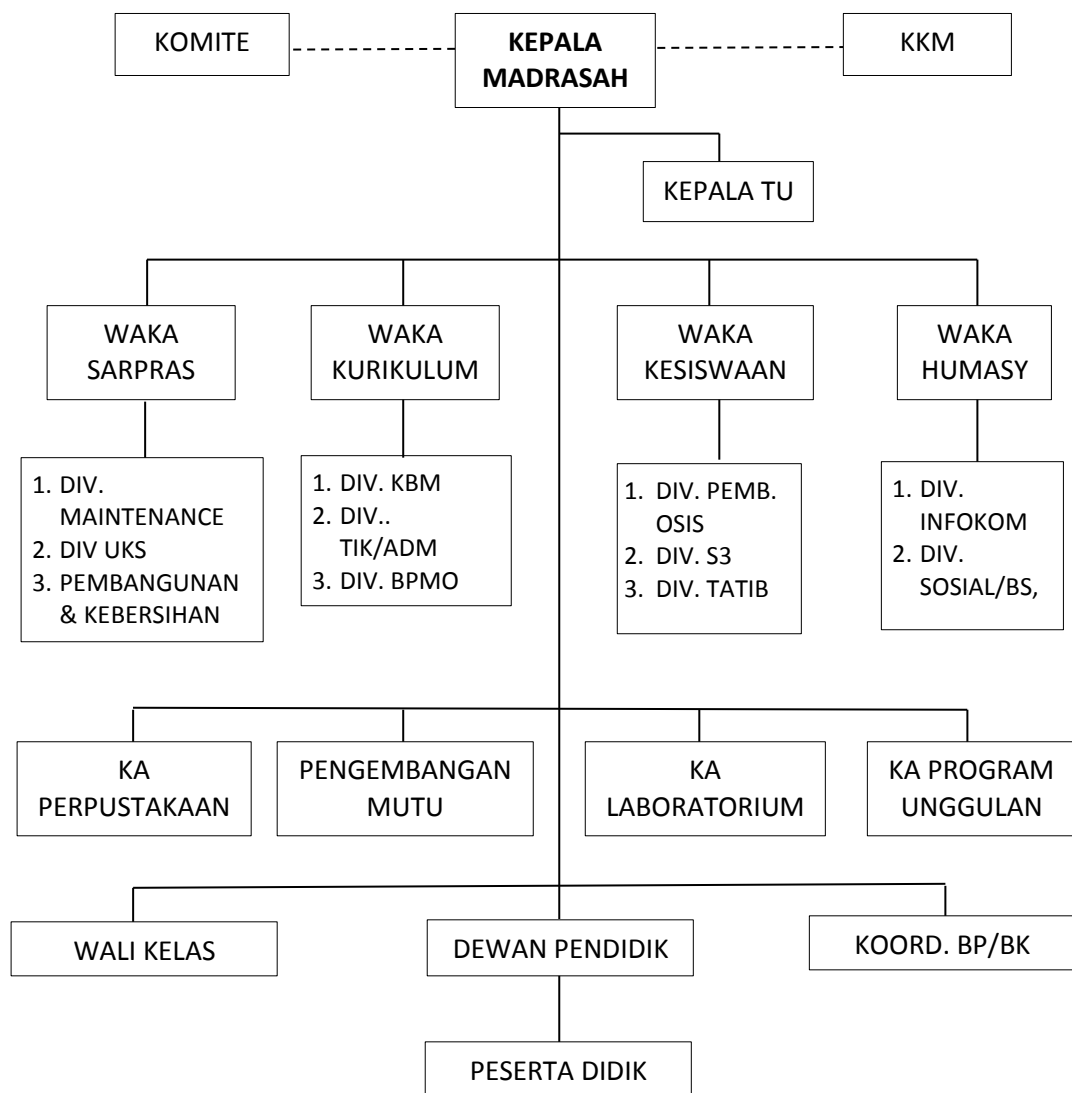 KOMITE
KEPALA
MADRASAH
KKM
KEPALA TU
WAKA
SARPRAS
WAKA
KURIKULUM
WAKA
KESISWAAN
WAKA
HUMASY
1. DIV.
MAINTENANCE
2. DIV UKS
3. PEMBANGUNAN
& KEBERSIHAN
1. DIV. KBM
2. DIV..
TIK/ADM
3. DIV. BPMO
1. DIV. PEMB.
OSIS
2. DIV. S3
3. DIV. TATIB
1. DIV.
INFOKOM
2. DIV.
SOSIAL/BS,
KA
PERPUSTAKAAN
PENGEMBANGAN
MUTU
KA
LABORATORIUM
KA PROGRAM
UNGGULAN
WALI KELAS
DEWAN PENDIDIK
KOORD. BP/BK
PESERTA DIDIK